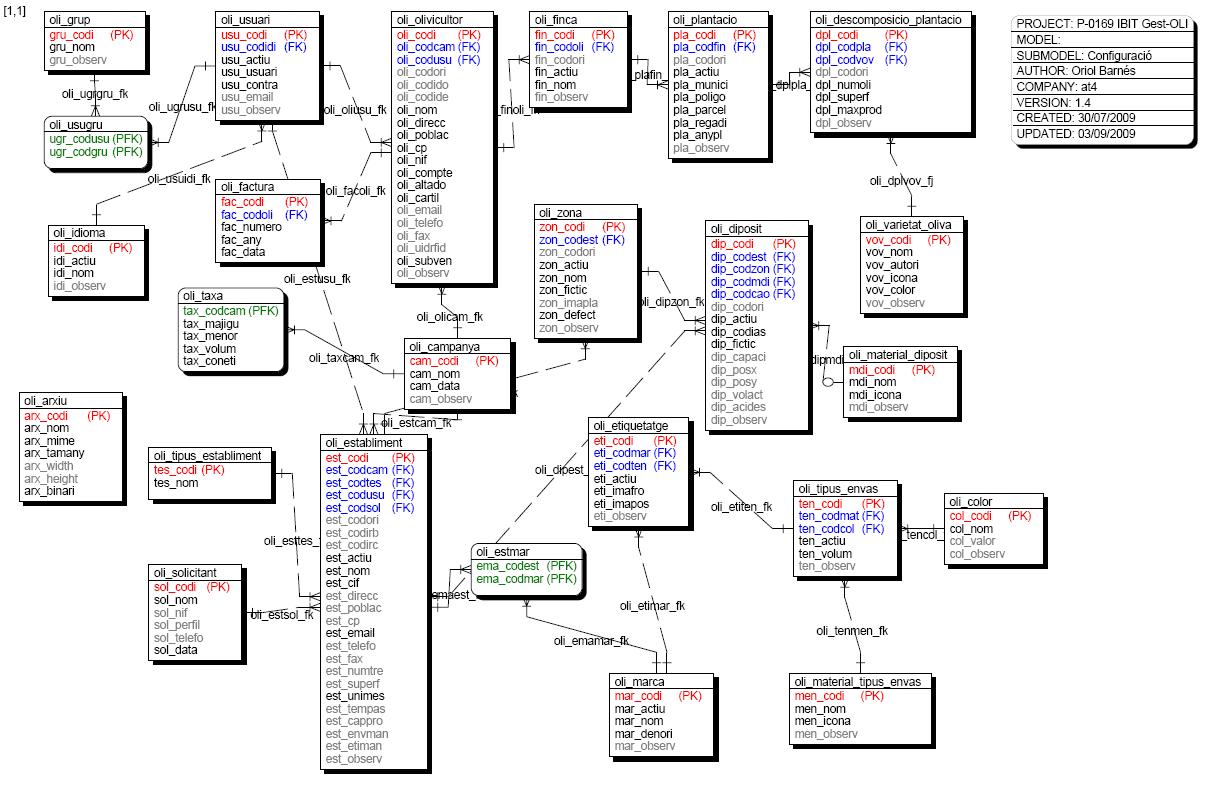 [1,1]
oli_grup
gru_codi (PK)
gru_nom
gru_observ
oli_ugrgru_fk
oli_usugru
ugr_codusu (PFK)
ugr_codgru (PFK)
oli_ugrusu_fk
oli_usuari
usu_codi (PK)
usu_codidi (FK)
usu_actiu
usu_usuari
usu_contra
usu_email
usu_observ
oli_oliusu_fk
oli_usuidi_fk
oli_idioma
idi_codi (PK)
idi_actiu
idi_nom
idi_observ
oli_factura
fac_codi (PK)
fac_codoli (FK)
fac_numero
fac_any
fac_data
oli_facoli_fk
oli_estusu_fk
oli_olivicultor
oli_codi (PK)
oli_codcam (FK)
oli_codusu (FK)
oli_codori
oli_codido
oli_codide
oli_nom
oli_direcc
oli_poblac
oli_cp
oli_nif
oli_compte
oli_altado
oli_cartil
oli_email
oli_telefo
oli_fax
oli_uidrfid
oli_subven
oli_observ
oli_olicam_fk
oli_finca
fin_codi (PK)
fin_codoli (FK)
fin_codori
fin_actiu
fin_nom
fin_observ
finoli_fk
plafin
oli_plantacio
pla_codi (PK)
pla_codfin (FK)
pla_codori
pla_actiu
pla_munici
pla_poligo
pla_parcel
pla_regadi
pla_anypl
pla_observ
dplpla
oli_descomposicio_plantacio
dpl_codi (PK)
dpl_codpla (FK)
dpl_codvov (FK)
dpl_codori
dpl_numoli
dpl_superf
dpl_maxprod
dpl_observ
oli_dplvov_fj
oli_varietat_oliva
vov_codi (PK)
vov_nom
vov_autori
vov_icona
vov_color
vov_observ
PROJECT: P-0169 IBIT Gest-OLI
MODEL:
SUBMODEL: Configuració
AUTHOR: Oriol Barnés
COMPANY: at4
VERSION: 1.4
CREATED: 30/07/2009
UPDATED: 03/09/2009
oli_taxa
tax_codcam (PFK)
tax_majigu
tax_menor
tax_volum
tax_coneti
oli_taxcam_fk
oli_campanya
cam_codi (PK)
cam_nom
cam_data
cam_observ
oli_estcam_fk
oli_zona
zon_codi (PK)
zon_codest (FK)
zon_codori
zon_actiu
zon_nom
zon_fictic
zon_imapla
zon_defect
zon_observ
oli_dipzon_fk
oli_diposit
dip_codi (PK)
dip_codest (FK)
dip_codzon (FK)
dip_codmdi (FK)
dip_codcao (FK)
dip_codori
dip_actiu
dip_codias
dip_fictic
dip_capaci
dip_posx
dip_posy
dip_volact
dip_acides
dip_observ
dipmdi
oli_material_diposit
mdi_codi (PK)
mdi_nom
mdi_icona
mdi_observ
oli_arxiu
arx_codi (PK)
arx_nom
arx_mime
arx_tamany
arx_width
arx_height
arx_binari
oli_tipus_establiment
tes_codi (PK)
tes_nom
oli_esttes_
oli_solicitant
sol_codi (PK)
sol_nom
sol_nif
sol_perfil
sol_telefo
sol_data
oli_estsol_fk
oli_establiment
est_codi (PK)
est_codcam (FK)
est_codtes (FK)
est_codusu (FK)
est_codsol (FK)
est_codori
est_codirb
est_codirc
est_actiu
est_nom
est_cif
est_direcc
est_poblac
est_cp
est_email
est_telefo
est_fax
est_numtre
est_superf
est_unimes
est_tempas
est_cappro
est_envman
est_etiman
est_observ
emaest_
oli_estmar
ema_codest (PFK)
ema_codmar (PFK)
oli_emamar_fk
oli_dipest
oli_etiquetatge
eti_codi (PK)
eti_codmar (FK)
eti_codten (FK)
eti_actiu
eti_imafro
eti_imapos
eti_observ
oli_etiten_fk
oli_etimar_fk
oli_marca
mar_codi (PK)
mar_actiu
mar_nom
mar_denori
mar_observ
oli_tipus_envas
ten_codi (PK)
ten_codmat (FK)
ten_codcol (FK)
ten_actiu
ten_volum
ten_observ
tencol
oli_color
col_codi (PK)
col_nom
col_valor
col_observ
oli_tenmen_fk
oli_material_tipus_envas
men_codi (PK)
men_nom
men_icona
men_observ